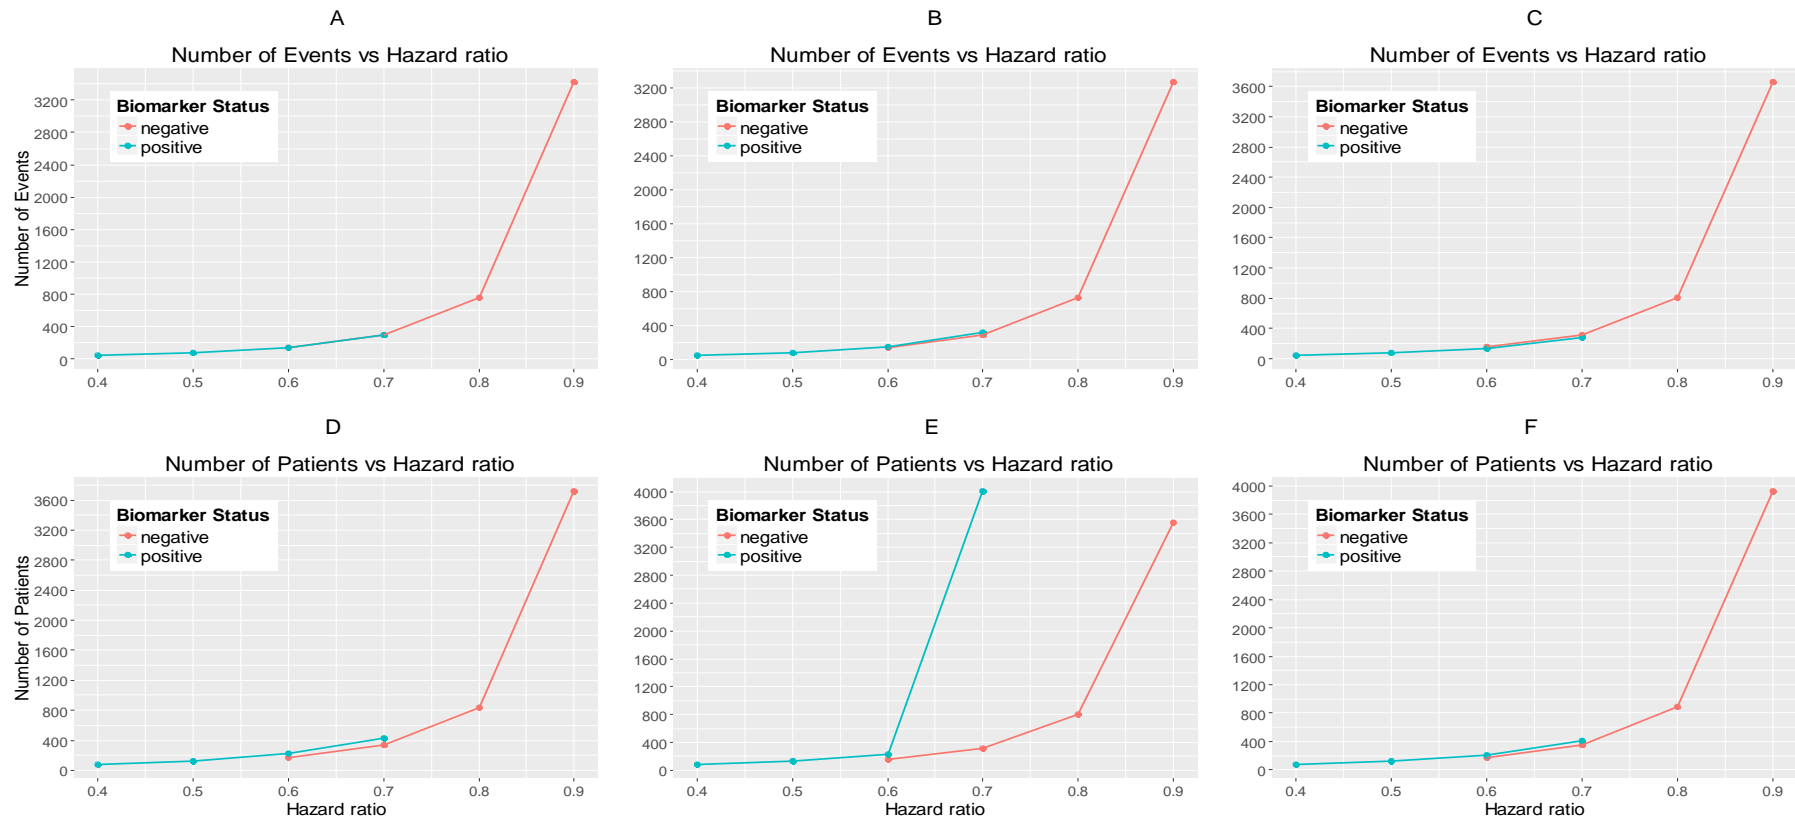 A
Number of Events vs Hazard ratio
Biomarker Status
negative
positive
Number of Events
3200
2800
2400
2000
1600
1200
800
400
0
0.4 0.5 0.6 0.7 0.8 0.9
B
Number of Events vs Hazard ratio
Biomarker Status
negative
positive
3200
2800
2400
2000
1600
1200
800
400
0
0.4 0.5 0.6 0.7 0.8 0.9
C
Number of Events vs Hazard ratio
Biomarker Status
negative
positive
3600
3200
2800
2400
2000
1600
1200
800
400
0
0.4 0.5 0.6 0.7 0.8 0.9
D
Number of Patients vs Hazard ratio
Biomarker Status
negative
positive
Number of Patients
3600
3200
2800
2400
2000
1600
1200
800
400
0
0.4 0.5 0.6 0.7 0.8 0.9
Hazard ratio
E
Number of Patients vs Hazard ratio
Biomarker Status
negative
positive
4000
3600
3200
2800
2400
2000
1600
1200
800
400
0
0.4 0.5 0.6 0.7 0.8 0.9
Hazard ratio
F
Number of Patients vs Hazard ratio
Biomarker Status
negative
positive
4000
3600
3200
2800
2400
2000
1600
1200
800
400
0
0.4 0.5 0.6 0.7 0.8 0.9
Hazard ratio